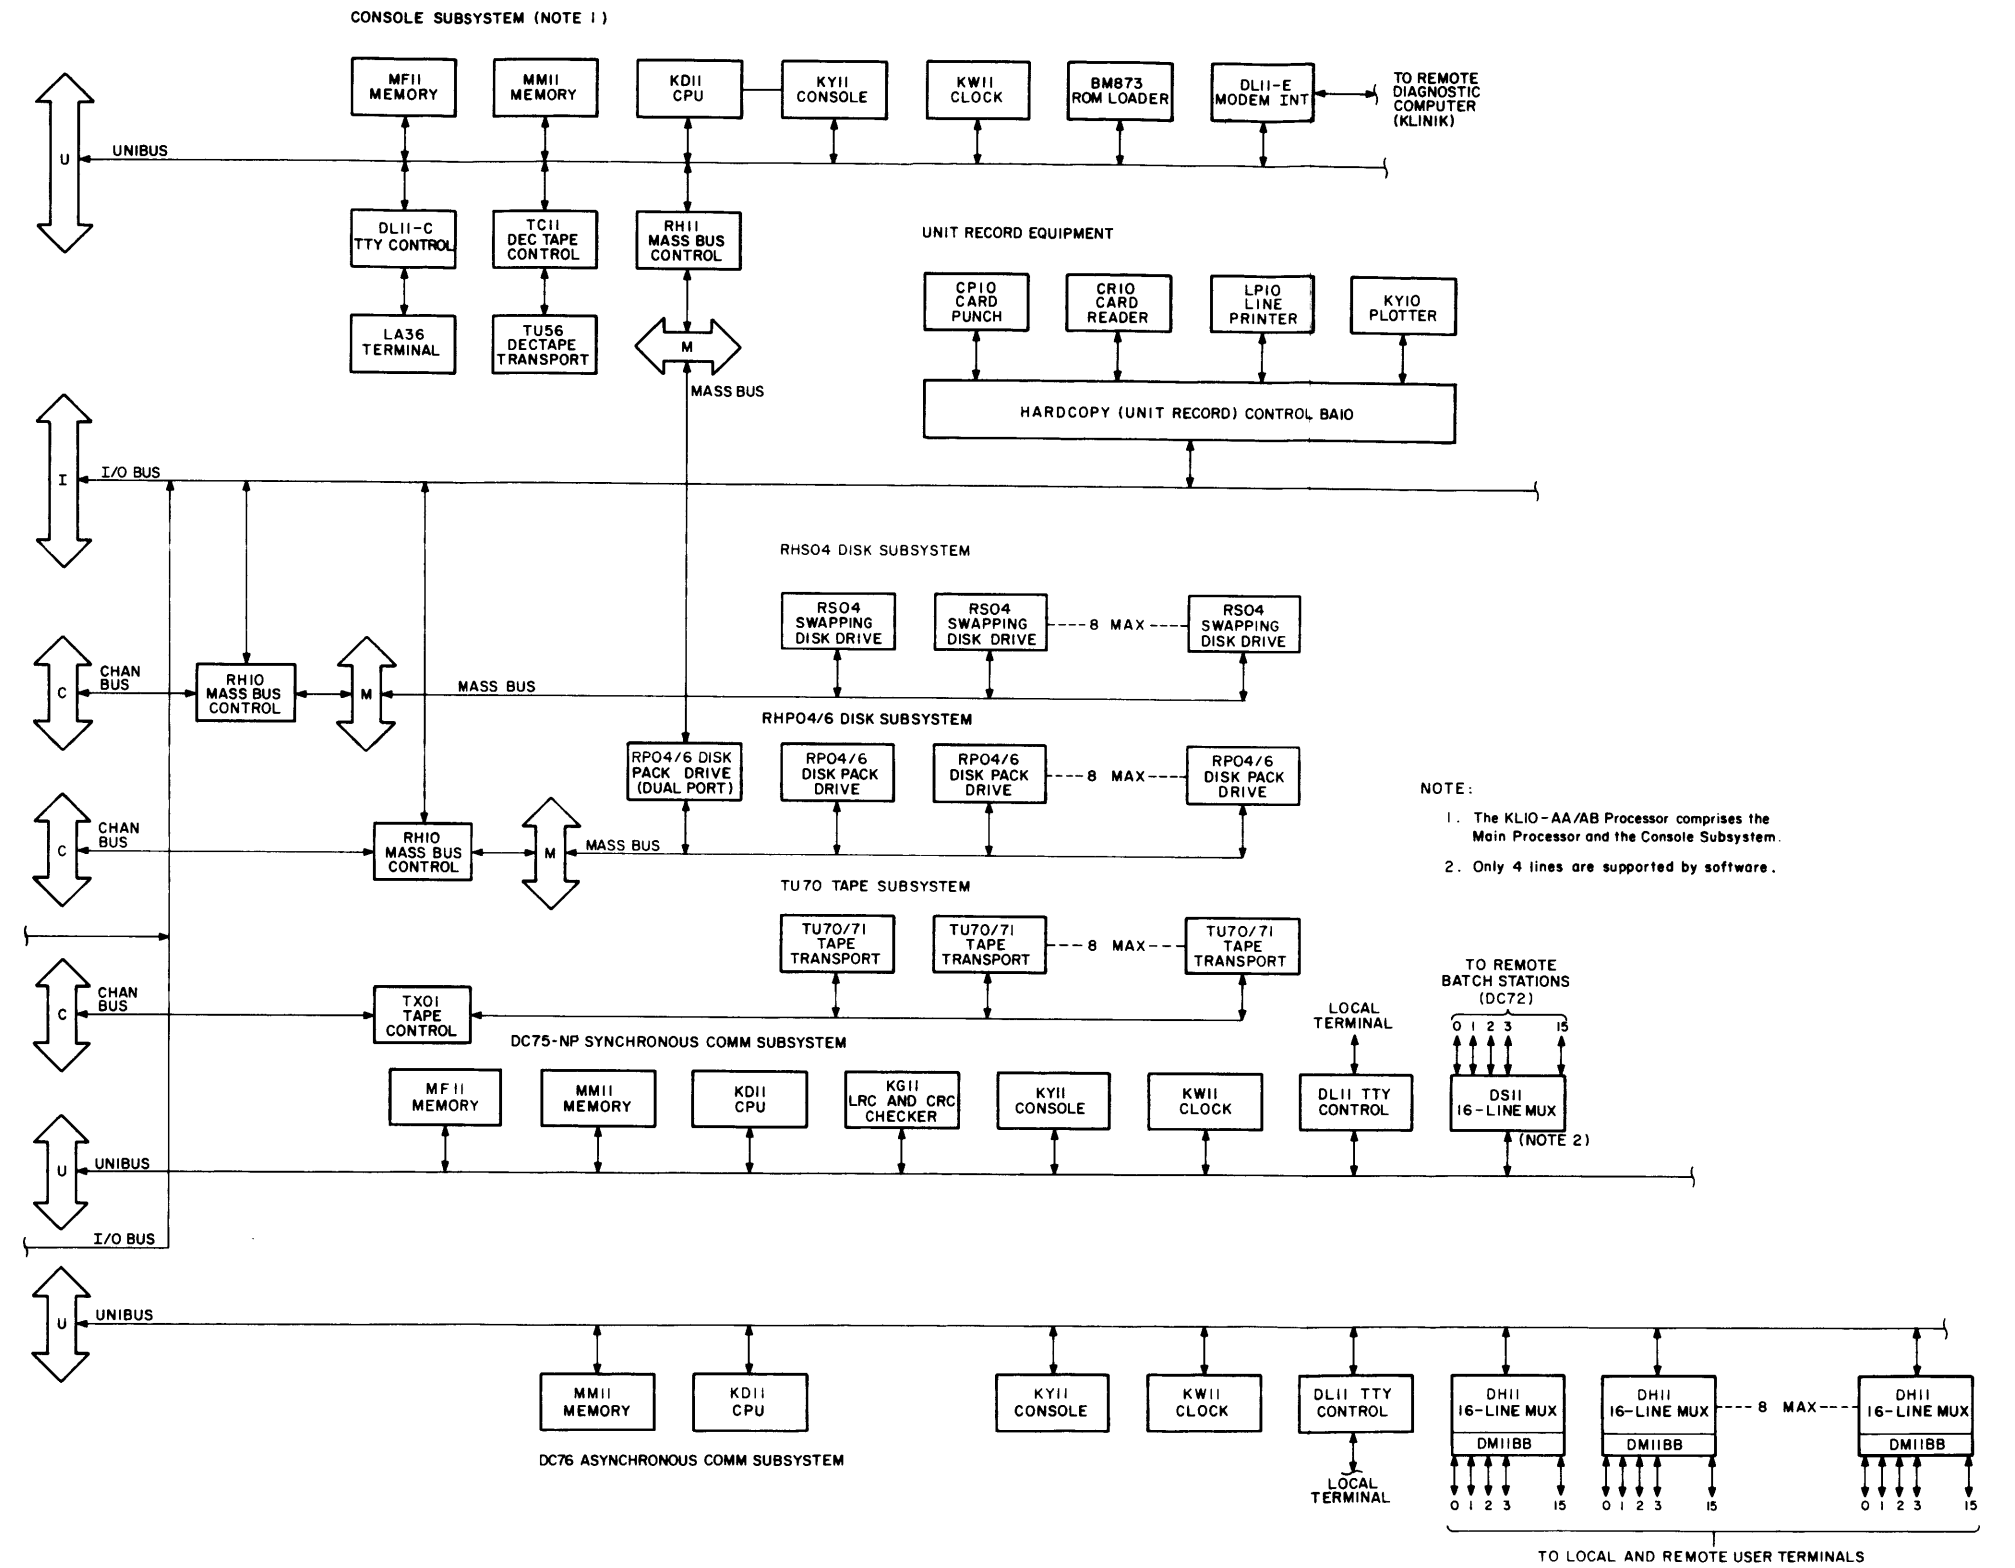 CONSOLE SUBSYSTEM (NOTE 1)
MF11
MEMORY
MM11
MEMORY
KD11
CPU
KY11
CONSOLE
KW11
CLOCK
BM873
ROM LOADER
DL11-E
MODEM INT
TO REMOTE
DIAGNOSTIC
COMPUTER
(KLINIK)
U
UNIBUS
DL11-C
TTY CONTROL
TC11
DEC TAPE
CONTROL
RH11
MASS BUS
CONTROL
LA36
TERMINAL
TU56
DECTAPE
TRANSPORT
M
MASS BUS
UNIT RECORD EQUIPMENT
CP10
CARD
PUNCH
CR10
CARD
READER
LP10
LINE
PRINTER
KY10
PLOTTER
HARDCOPY (UNIT RECORD) CONTROL BA10
I
I/O BUS
RHS04 DISK SUBSYSTEM
RS04
SWAPPING
DISK DRIVE
RS04
SWAPPING
DISK DRIVE
8 MAX
RS04
SWAPPING
DISK DRIVE
C
CHAN
BUS
RH10
MASS BUS
CONTROL
M
MASS BUS
RHP04/6 DISK SUBSYSTEM
RP04/6 DISK
PACK DRIVE
(DUAL PORT)
RP04/6
DISK PACK
DRIVE
RP04/6
DISK PACK
DRIVE
8 MAX
RP04/6
DISK PACK
DRIVE
C
CHAN
BUS
RH10
MASS BUS
CONTROL
M
MASS BUS
NOTE:
1. The KL10-AA/AB Processor comprises the
Main Processor and the Console Subsystem.
2. Only 4 lines are supported by software.
TU70 TAPE SUBSYSTEM
TU70/71
TAPE
TRANSPORT
TU70/71
TAPE
TRANSPORT
8 MAX
TU70/71
TAPE
TRANSPORT
C
CHAN
BUS
TX01
TAPE
CONTROL
DC75-NP SYNCHRONOUS COMM SUBSYSTEM
MF11
MEMORY
MM11
MEMORY
KD11
CPU
KG11
LRC AND CRC
CHECKER
KY11
CONSOLE
KW11
CLOCK
LOCAL
TERMINAL
DL11 TTY
CONTROL
TO REMOTE
BATCH STATIONS
(DC72)
0 1 2 3 15
DS11
16-LINE MUX
(NOTE 2)
U
UNIBUS
I/O BUS
U
UNIBUS
MM11
MEMORY
KD11
CPU
KY11
CONSOLE
KW11
CLOCK
DL11 TTY
CONTROL
LOCAL
TERMINAL
DH11
16-LINE MUX
DM11BB
0 1 2 3 15
DH11
16-LINE MUX
DM11BB
0 1 2 3 15
8 MAX
DH11
16-LINE MUX
DM11BB
0 1 2 3 15
DC76 ASYNCHRONOUS COMM SUBSYSTEM
TO LOCAL AND REMOTE USER TERMINALS